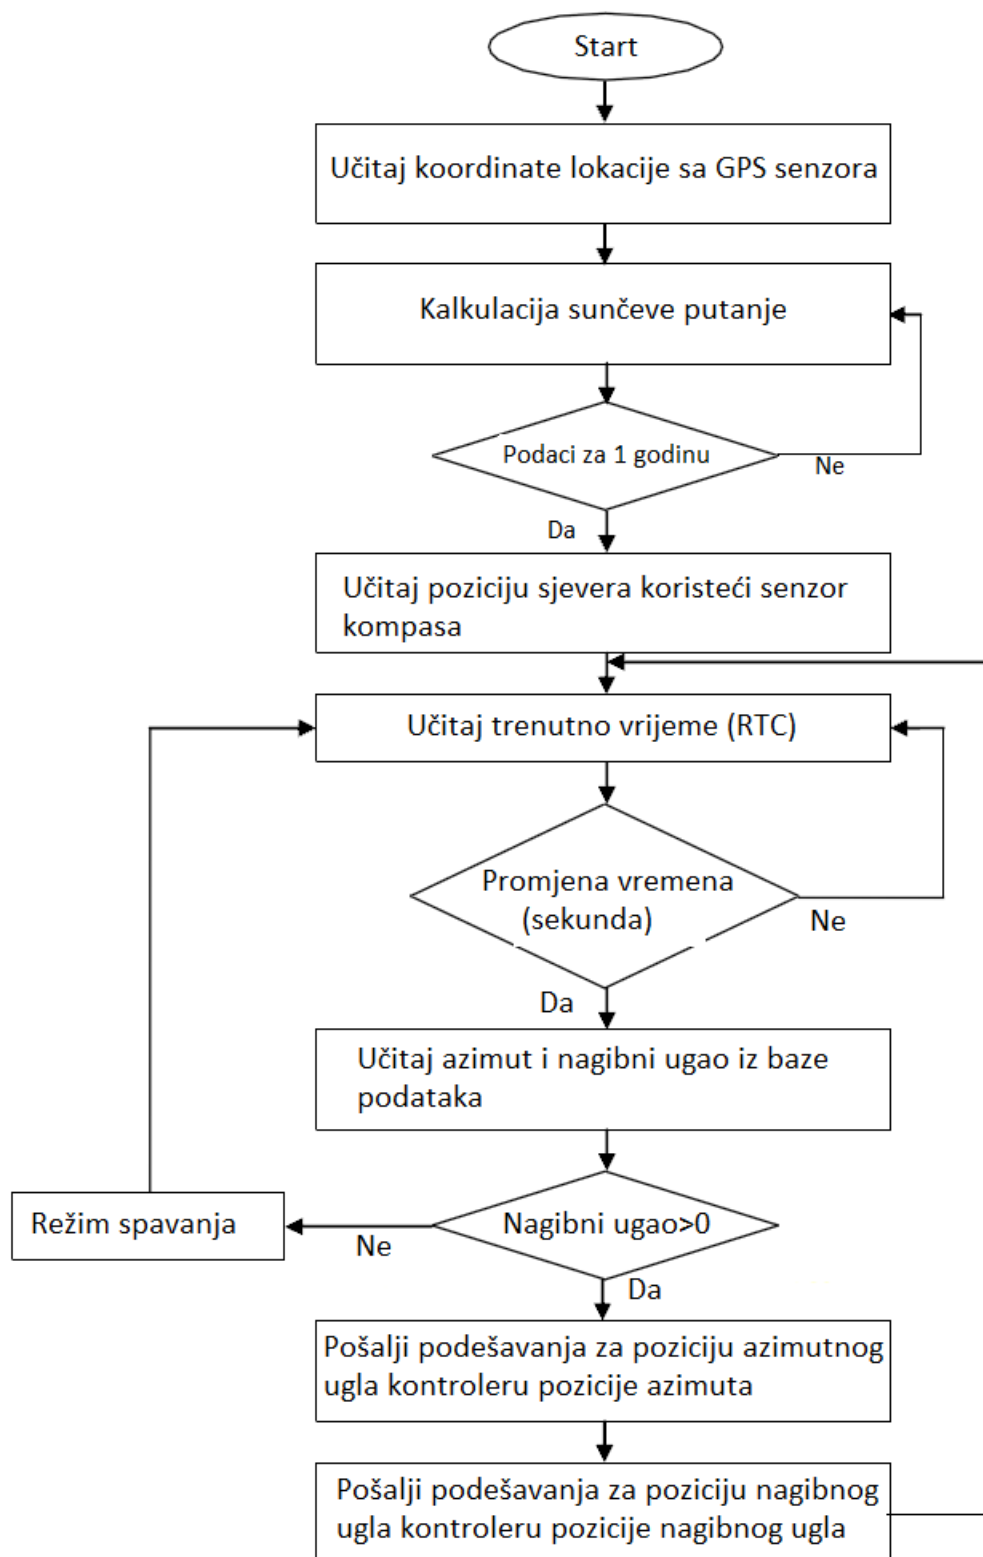 Start
Učitaj koordinate lokacije sa GPS senzora
Kalkulacija sunčeve putanje
Podaci za 1 godinu
Ne
Da
Učitaj poziciju sjevera koristeći senzor
kompasa
Učitaj trenutno vrijeme (RTC)
Promjena vremena
(sekunda)
Ne
Da
Učitaj azimut i nagibni ugao iz baze
podataka
Režim spavanja
Ne
Nagibni ugao>0
Da
Pošalji podešavanja za poziciju azimutnog
ugla kontroleru pozicije azimuta
Pošalji podešavanja za poziciju nagibnog
ugla kontroleru pozicije nagibnog ugla